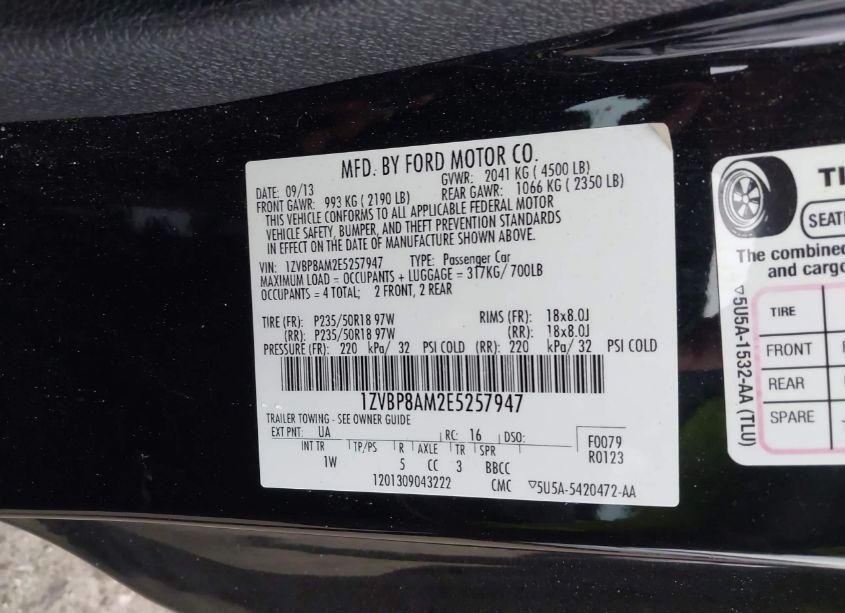 MFD. BY FORD MOTOR CO.
DATE: 09/13 GVWR: 2041 KG ( 4500 LB)
FRONT GAWR: 993 KG ( 2190 LB) REAR GAWR: 1066 KG ( 2350 LB)
THIS VEHICLE CONFORMS TO ALL APPLICABLE FEDERAL MOTOR
VEHICLE SAFETY, BUMPER, AND THEFT PREVENTION STANDARDS
IN EFFECT ON THE DATE OF MANUFACTURE SHOWN ABOVE.
VIN: 1ZVBP8AM2E5257947 TYPE: Passenger Car
MAXIMUM LOAD = OCCUPANTS + LUGGAGE = 317KG/ 700LB
OCCUPANTS = 4 TOTAL; 2 FRONT, 2 REAR
TIRE (FR): P235/50R18 97W RIMS (FR): 18x8.0J
(RR): P235/50R18 97W (RR): 18x8.0J
PRESSURE (FR): 220 kPa/ 32 PSI COLD (RR): 220 kPa/ 32 PSI COLD
1ZVBP8AM2E5257947
TRAILER TOWING - SEE OWNER GUIDE
EXT PNT: UA RC: 16 DSO: F0079
INT TR TP/PS R AXLE TR SPR R0123
1W 5 CC 3 BBCC
1201309043222 CMC ▽5U5A-5420472-AA
TI
SEATI
The combined
and cargo
TIRE
FRONT
REAR
SPARE
▽5U5A-1532-AA (TLU)